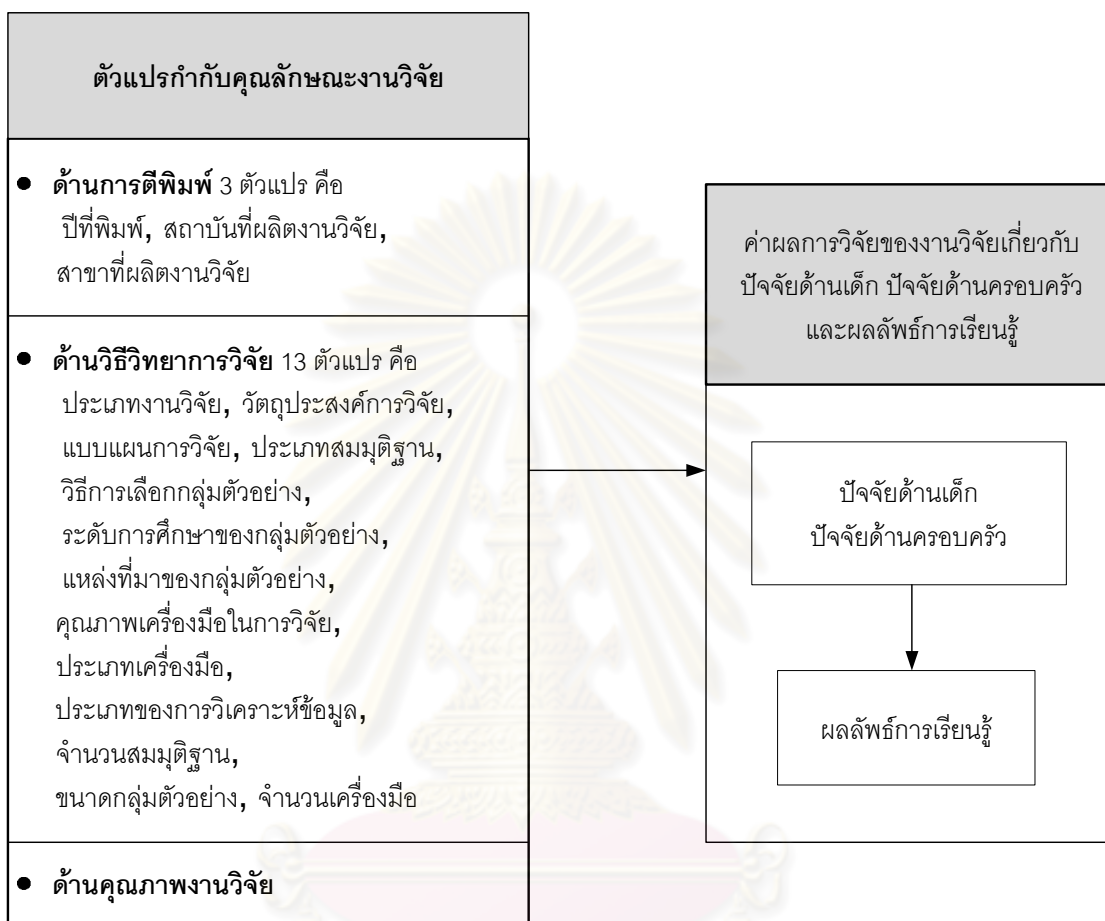 ตัวแปรกำกับคุณลักษณะงานวิจัย
● ด้านการตีพิมพ์ 3 ตัวแปร คือ
ปีที่พิมพ์, สถาบันที่ผลิตงานวิจัย,
สาขาที่ผลิตงานวิจัย
● ด้านวิธีวิทยาการวิจัย 13 ตัวแปร คือ
ประเภทงานวิจัย, วัตถุประสงค์การวิจัย,
แบบแผนการวิจัย, ประเภทสมมุติฐาน,
วิธีการเลือกกลุ่มตัวอย่าง,
ระดับการศึกษาของกลุ่มตัวอย่าง,
แหล่งที่มาของกลุ่มตัวอย่าง,
คุณภาพเครื่องมือในการวิจัย,
ประเภทเครื่องมือ,
ประเภทของการวิเคราะห์ข้อมูล,
จำนวนสมมุติฐาน,
ขนาดกลุ่มตัวอย่าง, จำนวนเครื่องมือ
● ด้านคุณภาพงานวิจัย
ค่าผลการวิจัยของงานวิจัยเกี่ยวกับ
ปัจจัยด้านเด็ก ปัจจัยด้านครอบครัว
และผลลัพธ์การเรียนรู้
ปัจจัยด้านเด็ก
ปัจจัยด้านครอบครัว
ผลลัพธ์การเรียนรู้